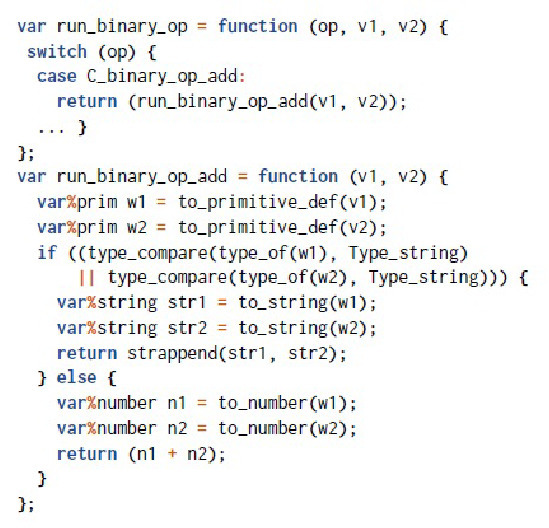 var run_binary_op = function (op, v1, v2) {
switch (op) {
case C_binary_op_add:
return (run_binary_op_add(v1, v2));
... }
};
var run_binary_op_add = function (v1, v2) {
var%prim w1 = to_primitive_def(v1);
var%prim w2 = to_primitive_def(v2);
if ((type_compare(type_of(w1), Type_string)
|| type_compare(type_of(w2), Type_string))) {
var%string str1 = to_string(w1);
var%string str2 = to_string(w2);
return strappend(str1, str2);
} else {
var%number n1 = to_number(w1);
var%number n2 = to_number(w2);
return (n1 + n2);
}
};